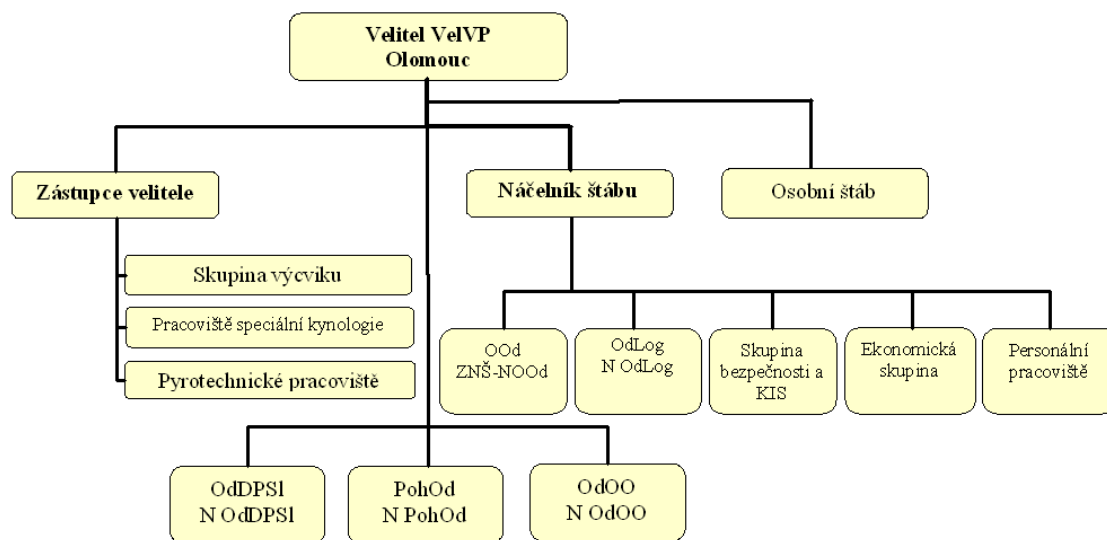 Velitel VelVP
Olomouc
Zástupce velitele
Náčelník štábu
Osobní štáb
Skupina výcviku
Pracoviště speciální kynologie
Pyrotechnické pracoviště
OOd
ZNŠ-NOOd
OdLog
N OdLog
Skupina
bezpečnosti a
KIS
Ekonomická
skupina
Personální
pracoviště
OdDPSl
N OdDPSl
PohOd
N PohOd
OdOO
N OdOO